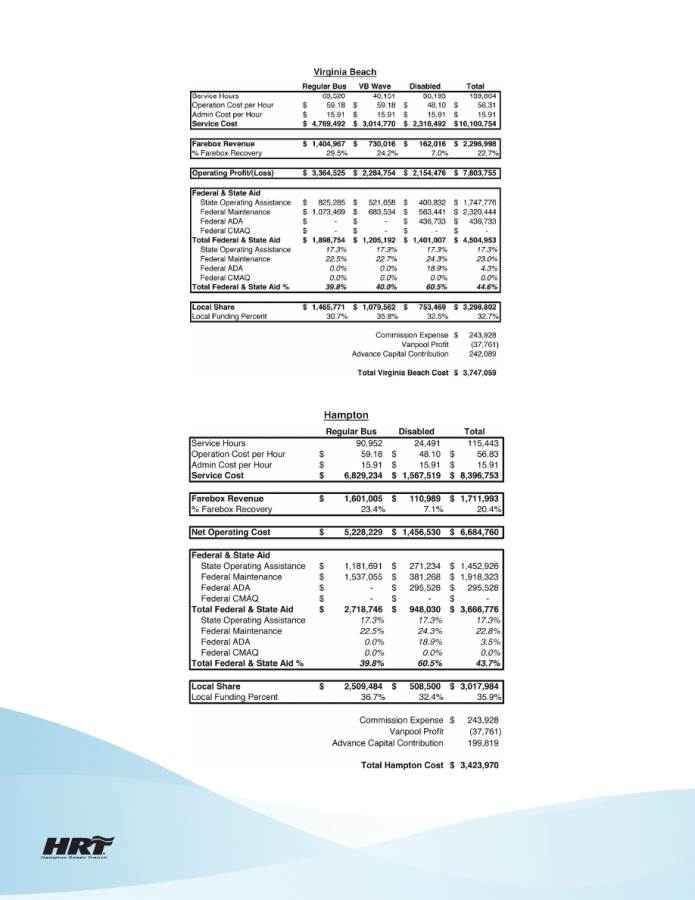 Virginia Beach
Regular Bus VB Wave Disabled Total
Service Hours 63,520 40,151 30,193 139,864
Operation Cost per Hour $ 59.18 $ 59.18 $ 48.10 $ 56.31
Admin Cost per Hour $ 15.91 $ 15.91 $ 15.91 $ 15.91
Service Cost $ 4,769,492 $ 3,014,770 $ 2,316,492 $10,100,754
Farebox Revenue $ 1,404,967 $ 730,016 $ 162,016 $ 2,296,998
% Farebox Recovery 29.5% 24.2% 7.0% 22.7%
Operating Profit/(Loss) $ 3,364,525 $ 2,284,754 $ 2,154,476 $ 7,803,755
Federal & State Aid
State Operating Assistance $ 825,285 $ 521,658 $ 400,832 $ 1,747,776
Federal Maintenance $ 1,073,469 $ 683,534 $ 563,441 $ 2,320,444
Federal ADA $ - $ - $ 436,733 $ 436,733
Federal CMAQ $ - $ - $ - $ -
Total Federal & State Aid $ 1,898,754 $ 1,205,192 $ 1,401,007 $ 4,504,953
State Operating Assistance 17.3% 17.3% 17.3% 17.3%
Federal Maintenance 22.5% 22.7% 24.3% 23.0%
Federal ADA 0.0% 0.0% 18.9% 4.3%
Federal CMAQ 0.0% 0.0% 0.0% 0.0%
Total Federal & State Aid % 39.8% 40.0% 60.5% 44.6%
Local Share $ 1,465,771 $ 1,079,562 $ 753,469 $ 3,298,802
Local Funding Percent 30.7% 35.8% 32.5% 32.7%
Commission Expense $ 243,928
Vanpool Profit (37,761)
Advance Capital Contribution 242,089
Total Virginia Beach Cost $ 3,747,059
Hampton
Regular Bus Disabled Total
Service Hours 90,952 24,491 115,443
Operation Cost per Hour $ 59.18 $ 48.10 $ 56.83
Admin Cost per Hour $ 15.91 $ 15.91 $ 15.91
Service Cost $ 6,829,234 $ 1,567,519 $ 8,396,753
Farebox Revenue $ 1,601,005 $ 110,989 $ 1,711,993
% Farebox Recovery 23.4% 7.1% 20.4%
Net Operating Cost $ 5,228,229 $ 1,456,530 $ 6,684,760
Federal & State Aid
State Operating Assistance $ 1,181,691 $ 271,234 $ 1,452,926
Federal Maintenance $ 1,537,055 $ 381,268 $ 1,918,323
Federal ADA $ - $ 295,528 $ 295,528
Federal CMAQ $ - $ - $ -
Total Federal & State Aid $ 2,718,746 $ 948,030 $ 3,666,776
State Operating Assistance 17.3% 17.3% 17.3%
Federal Maintenance 22.5% 24.3% 22.8%
Federal ADA 0.0% 18.9% 3.5%
Federal CMAQ 0.0% 0.0% 0.0%
Total Federal & State Aid % 39.8% 60.5% 43.7%
Local Share $ 2,509,484 $ 508,500 $ 3,017,984
Local Funding Percent 36.7% 32.4% 35.9%
Commission Expense $ 243,928
Vanpool Profit (37,761)
Advance Capital Contribution 199,819
Total Hampton Cost $ 3,423,970
HRT
Hampton Roads Transit